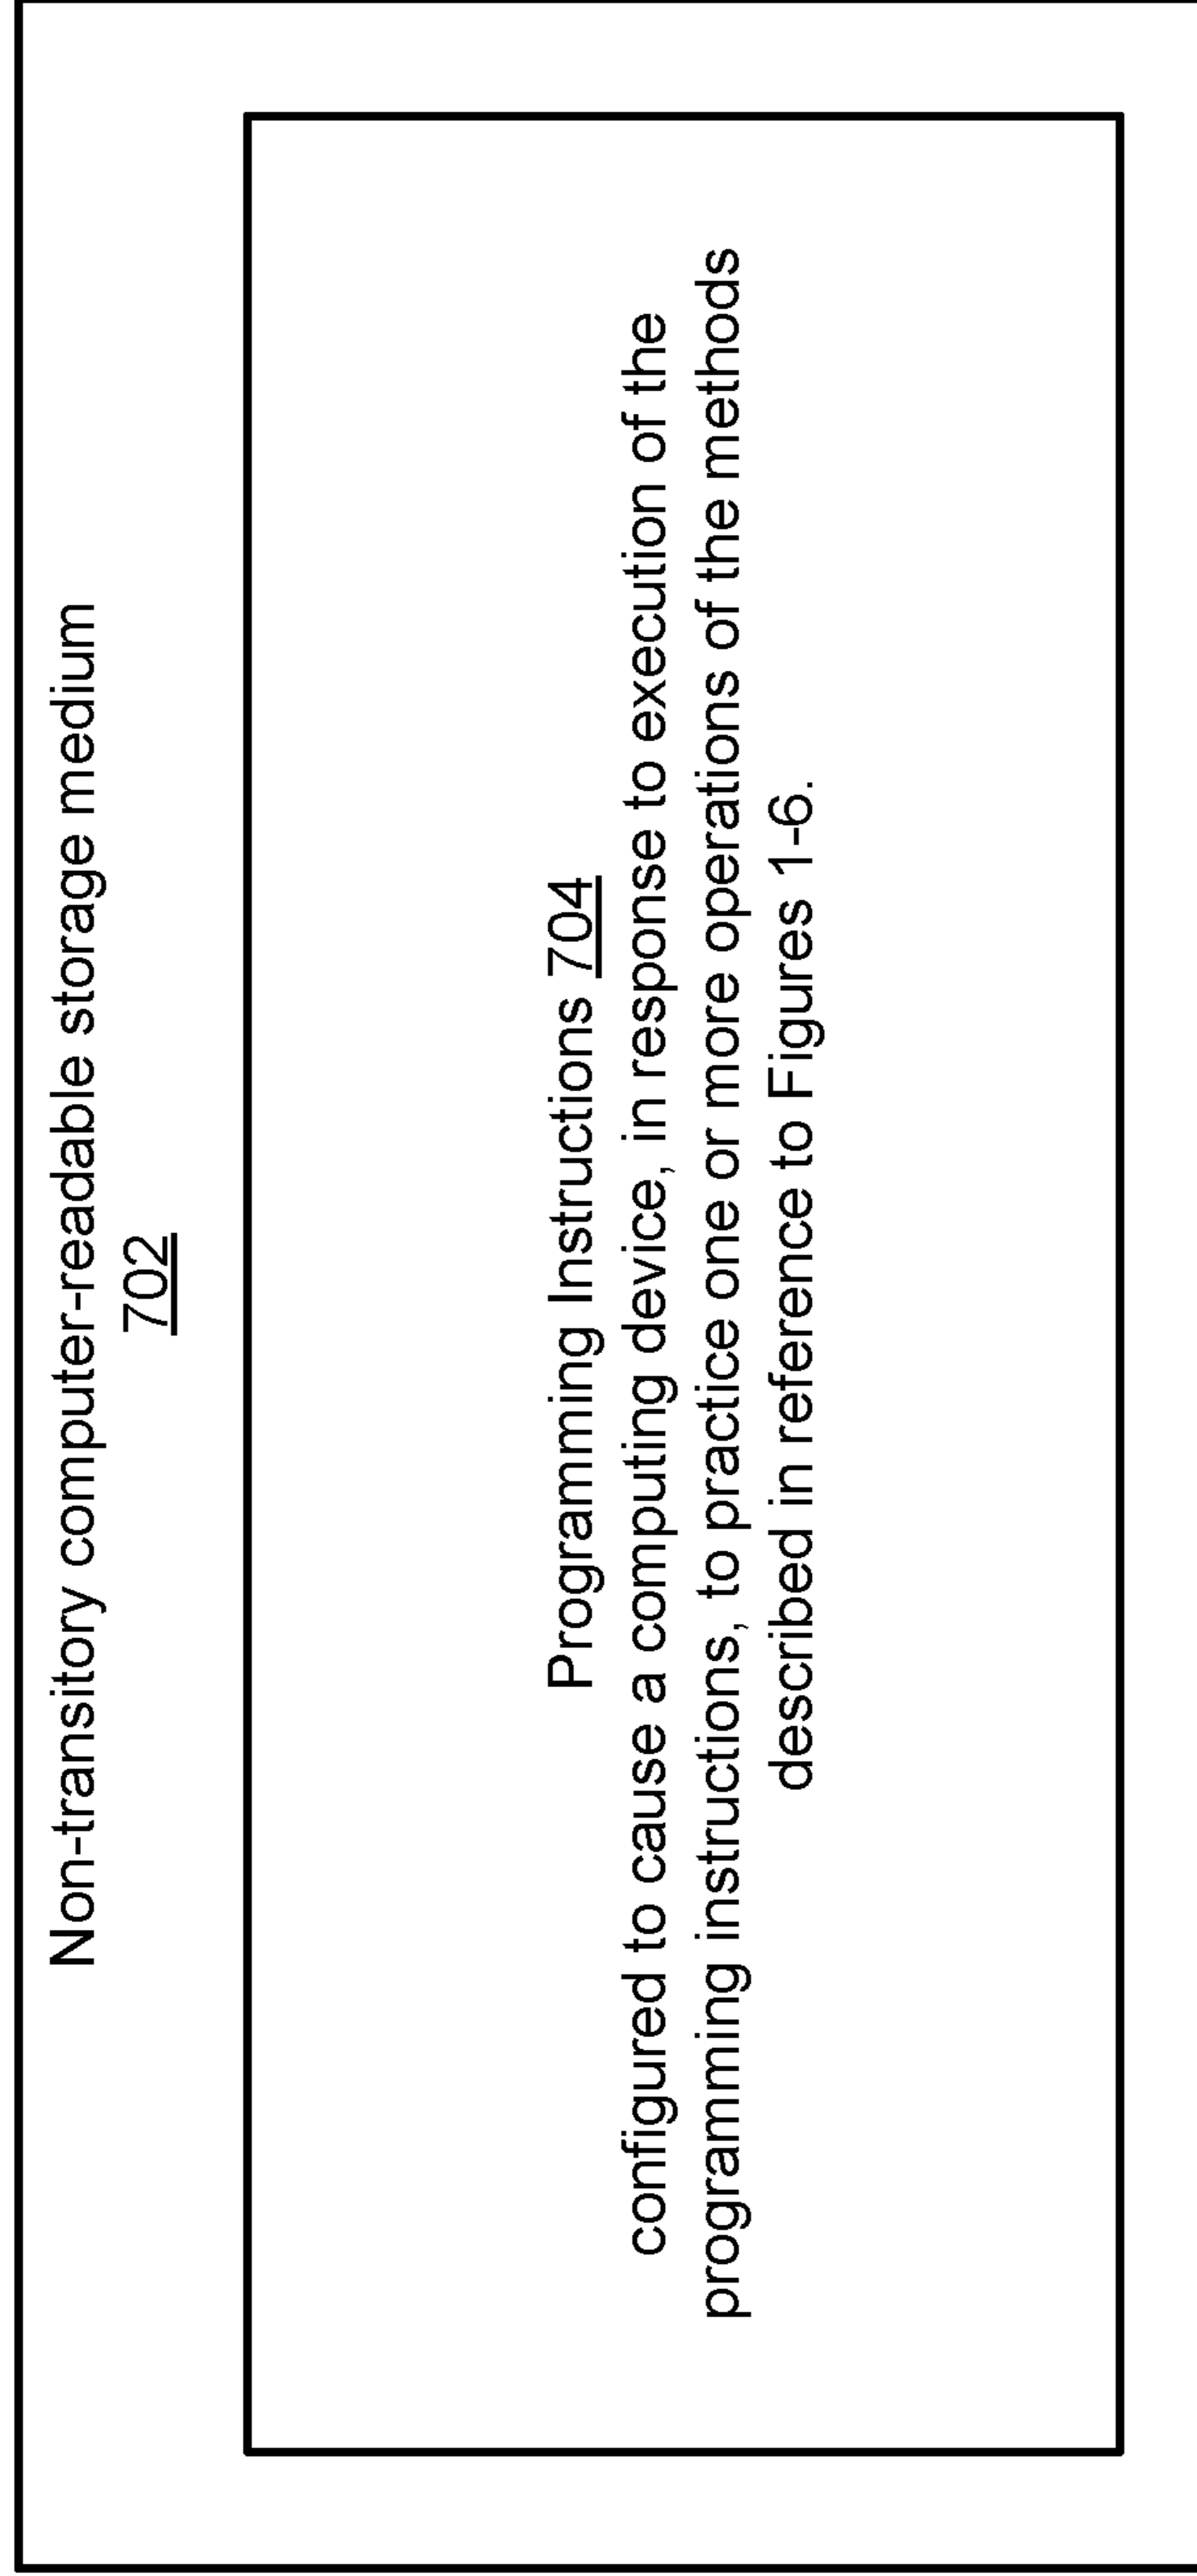 Non-transitory computer-readable storage medium
702
Programming Instructions 704
configured to cause a computing device, in response to execution of the
programming instructions, to practice one or more operations of the methods
described in reference to Figures 1-6.